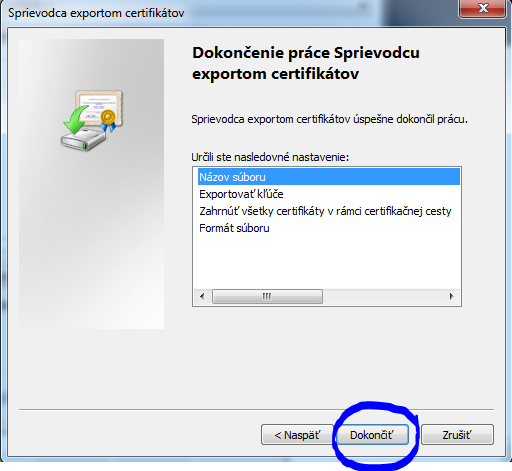 Sprievodca exportom certifikátov
Dokončenie práce Sprievodcu
exportom certifikátov
Sprievodca exportom certifikátov úspešne dokončil prácu.
Určili ste nasledovné nastavenie:
Názov súboru
Exportovať kľúče
Zahrnúť všetky certifikáty v rámci certifikačnej cesty
Formát súboru
< Naspäť
Dokončiť
Zrušiť